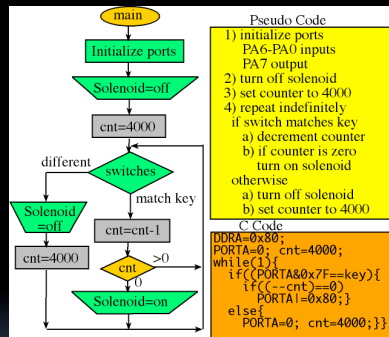 main
Initialize ports
Solenoid=off
cnt=4000
different
switches
match key
Solenoid
=off
cnt=4000
cnt=cnt-1
cnt
>0
0
Solenoid=on
Pseudo Code
1) initialize ports
PA6-PA0 inputs
PA7 output
2) turn off solenoid
3) set counter to 4000
4) repeat indefinitely
if switch matches key
a) decrement counter
b) if counter is zero
turn on solenoid
otherwise
a) turn off solenoid
b) set counter to 4000
C Code
DDRA=0x80;
PORTA=0; cnt=4000;
while(1){
if((PORTA&0x7F==key){
if((--cnt)==0)
PORTA|=0x80;}
else{
PORTA=0; cnt=4000;}}